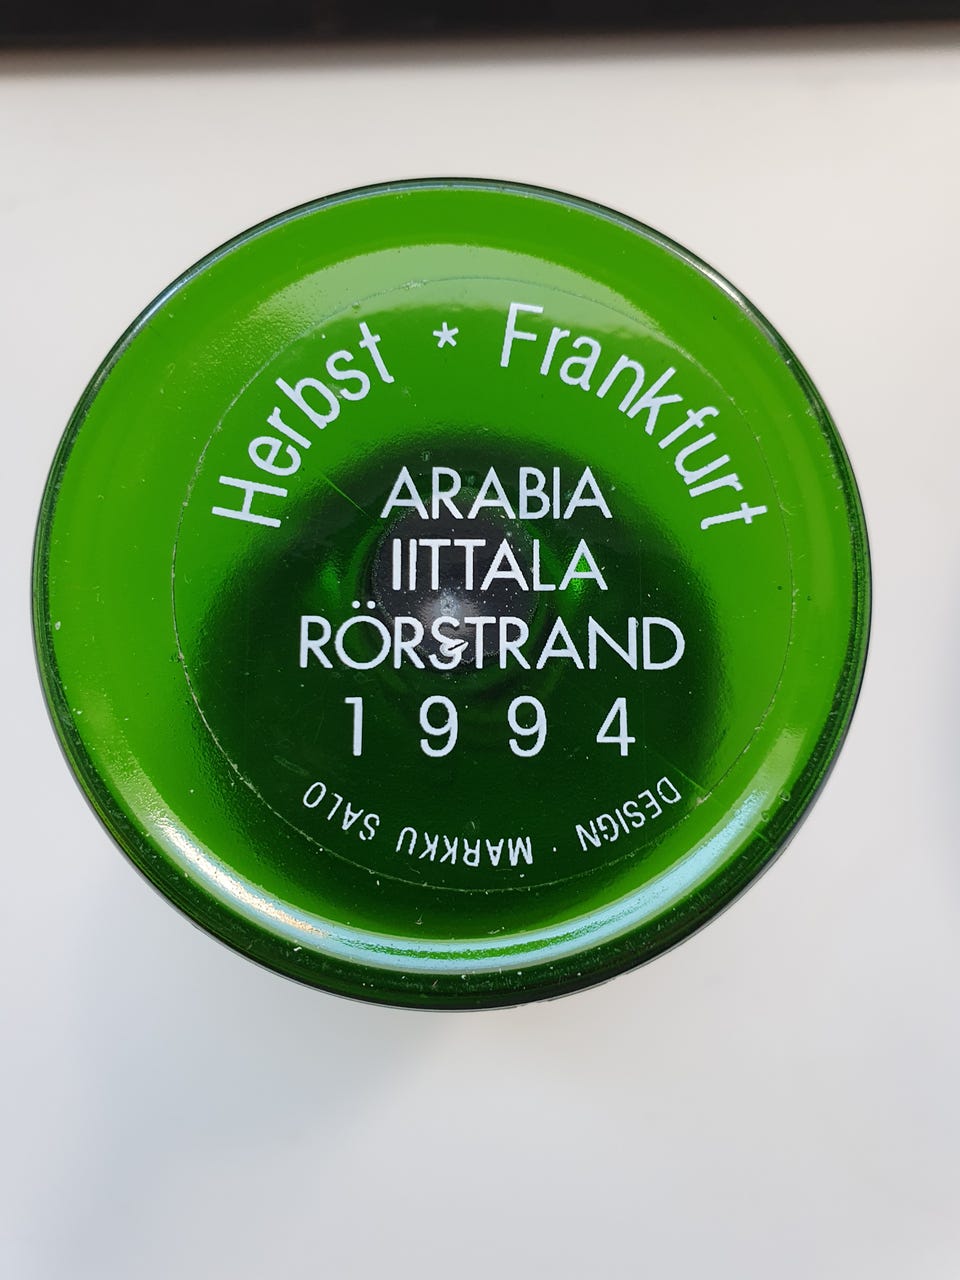 Herbst * Frankfurt
ARABIA
IITTALA
RÖRSTRAND
1994
DESIGN · MARKKU SALO